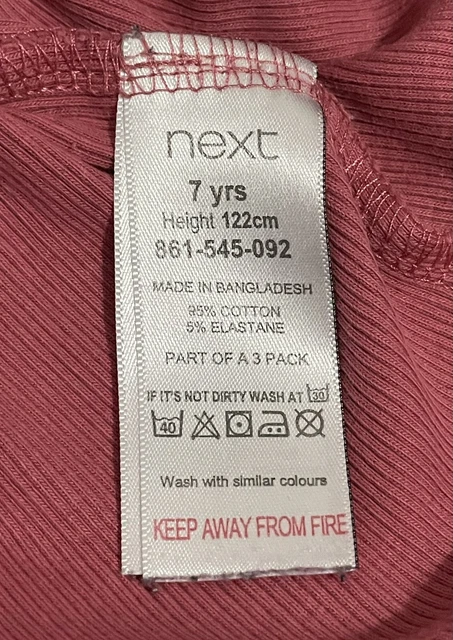 next
7 yrs
Height 122cm
861-545-092
MADE IN BANGLADESH
95% COTTON
5% ELASTANE
PART OF A 3 PACK
IF IT'S NOT DIRTY WASH AT 30
40
Wash with similar colours
KEEP AWAY FROM FIRE